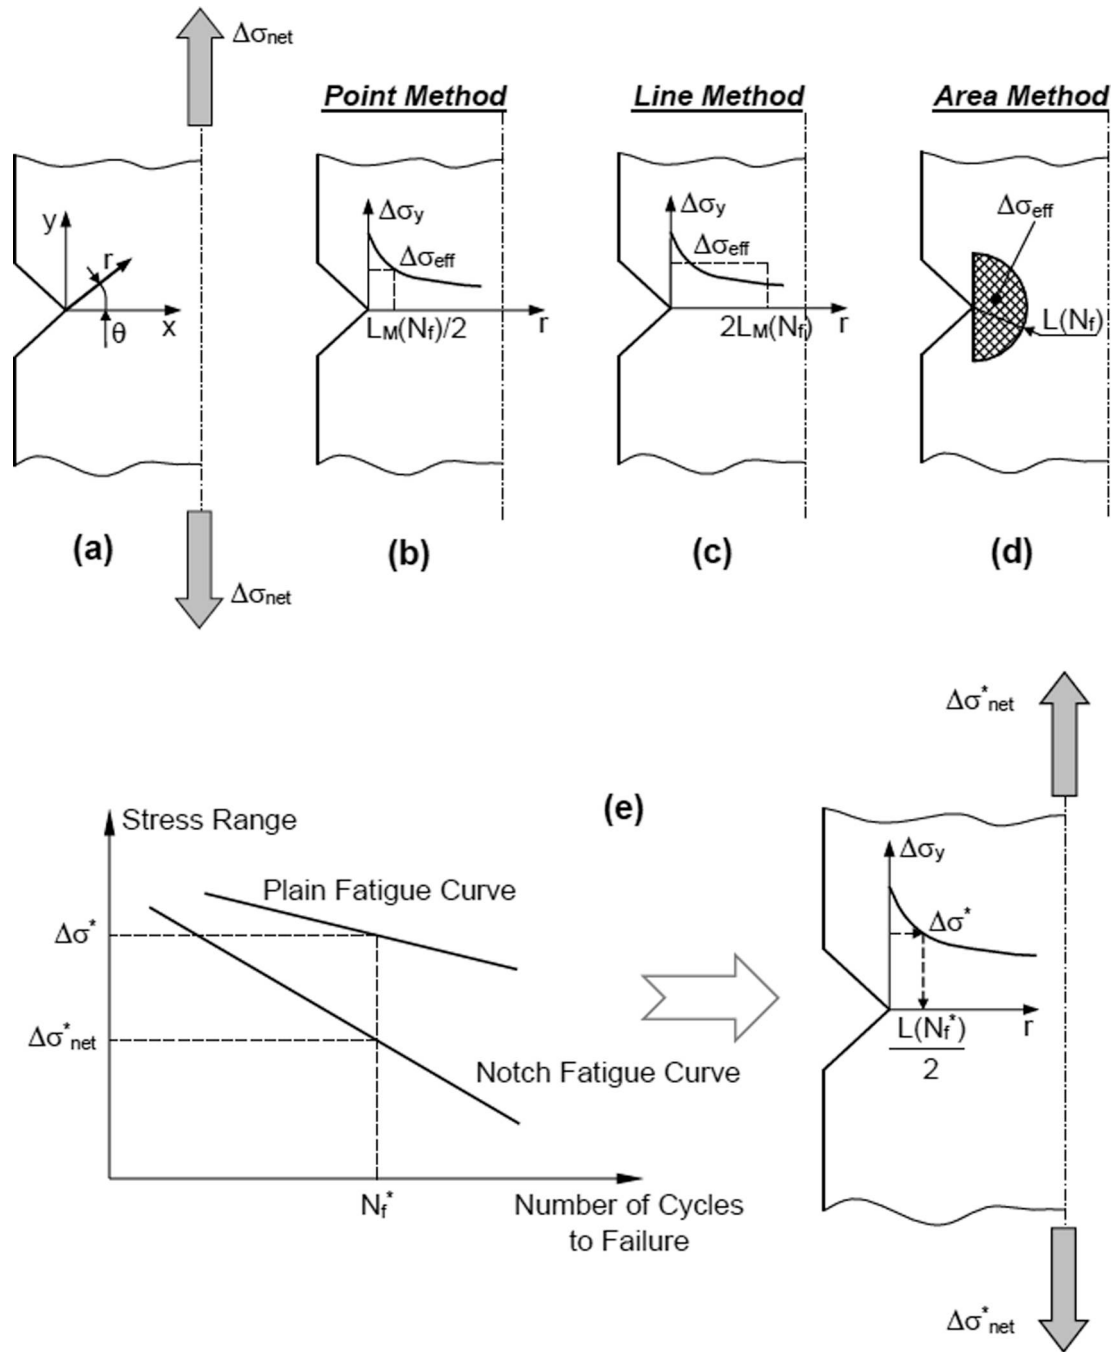 Δσnet
Point Method
Line Method
Area Method
y
r
x
θ
Δσy
Δσeff
LM(Nf)/2
r
Δσy
Δσeff
2LM(Nf)
r
Δσeff
L(Nf)
(a)
(b)
(c)
(d)
Δσnet
Δσ*net
(e)
Stress Range
Plain Fatigue Curve
Δσ*
Δσ*net
Notch Fatigue Curve
Nf*
Number of Cycles
to Failure
Δσy
Δσ*
L(Nf*)
2
r
Δσ*net